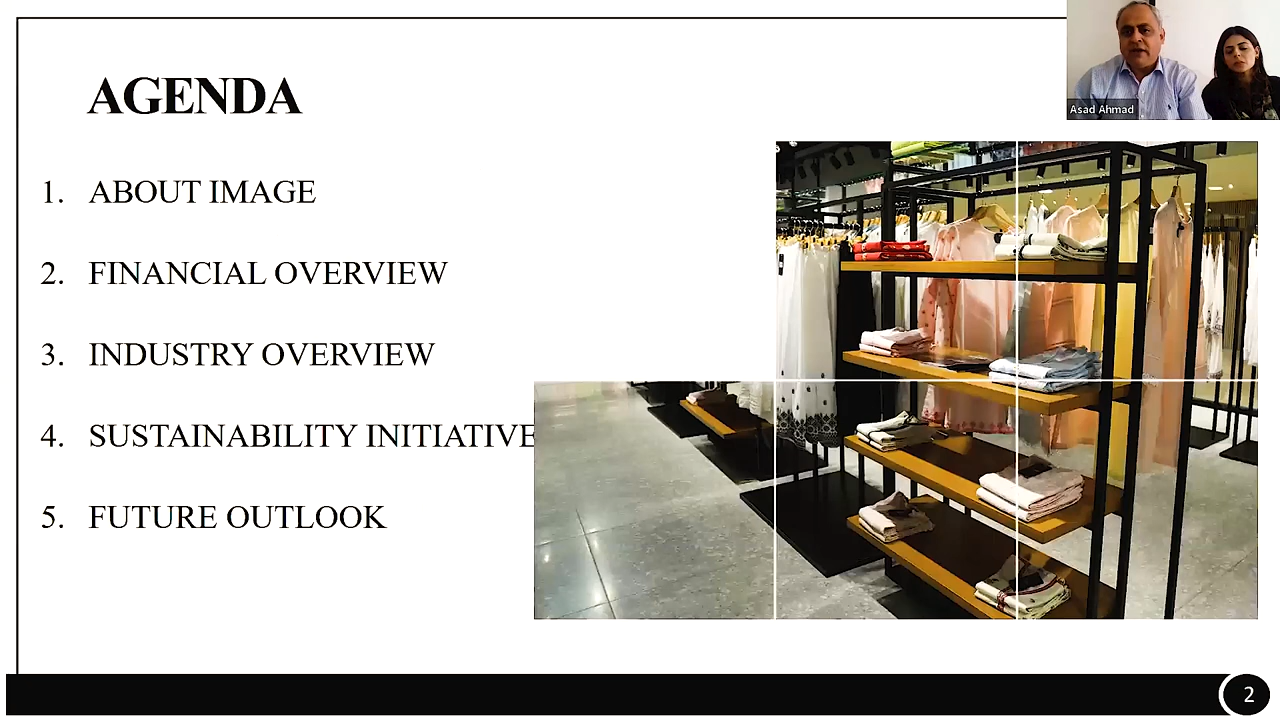 AGENDA
Asad Ahmad
1. ABOUT IMAGE
2. FINANCIAL OVERVIEW
3. INDUSTRY OVERVIEW
4. SUSTAINABILITY INITIATIVE
5. FUTURE OUTLOOK
2